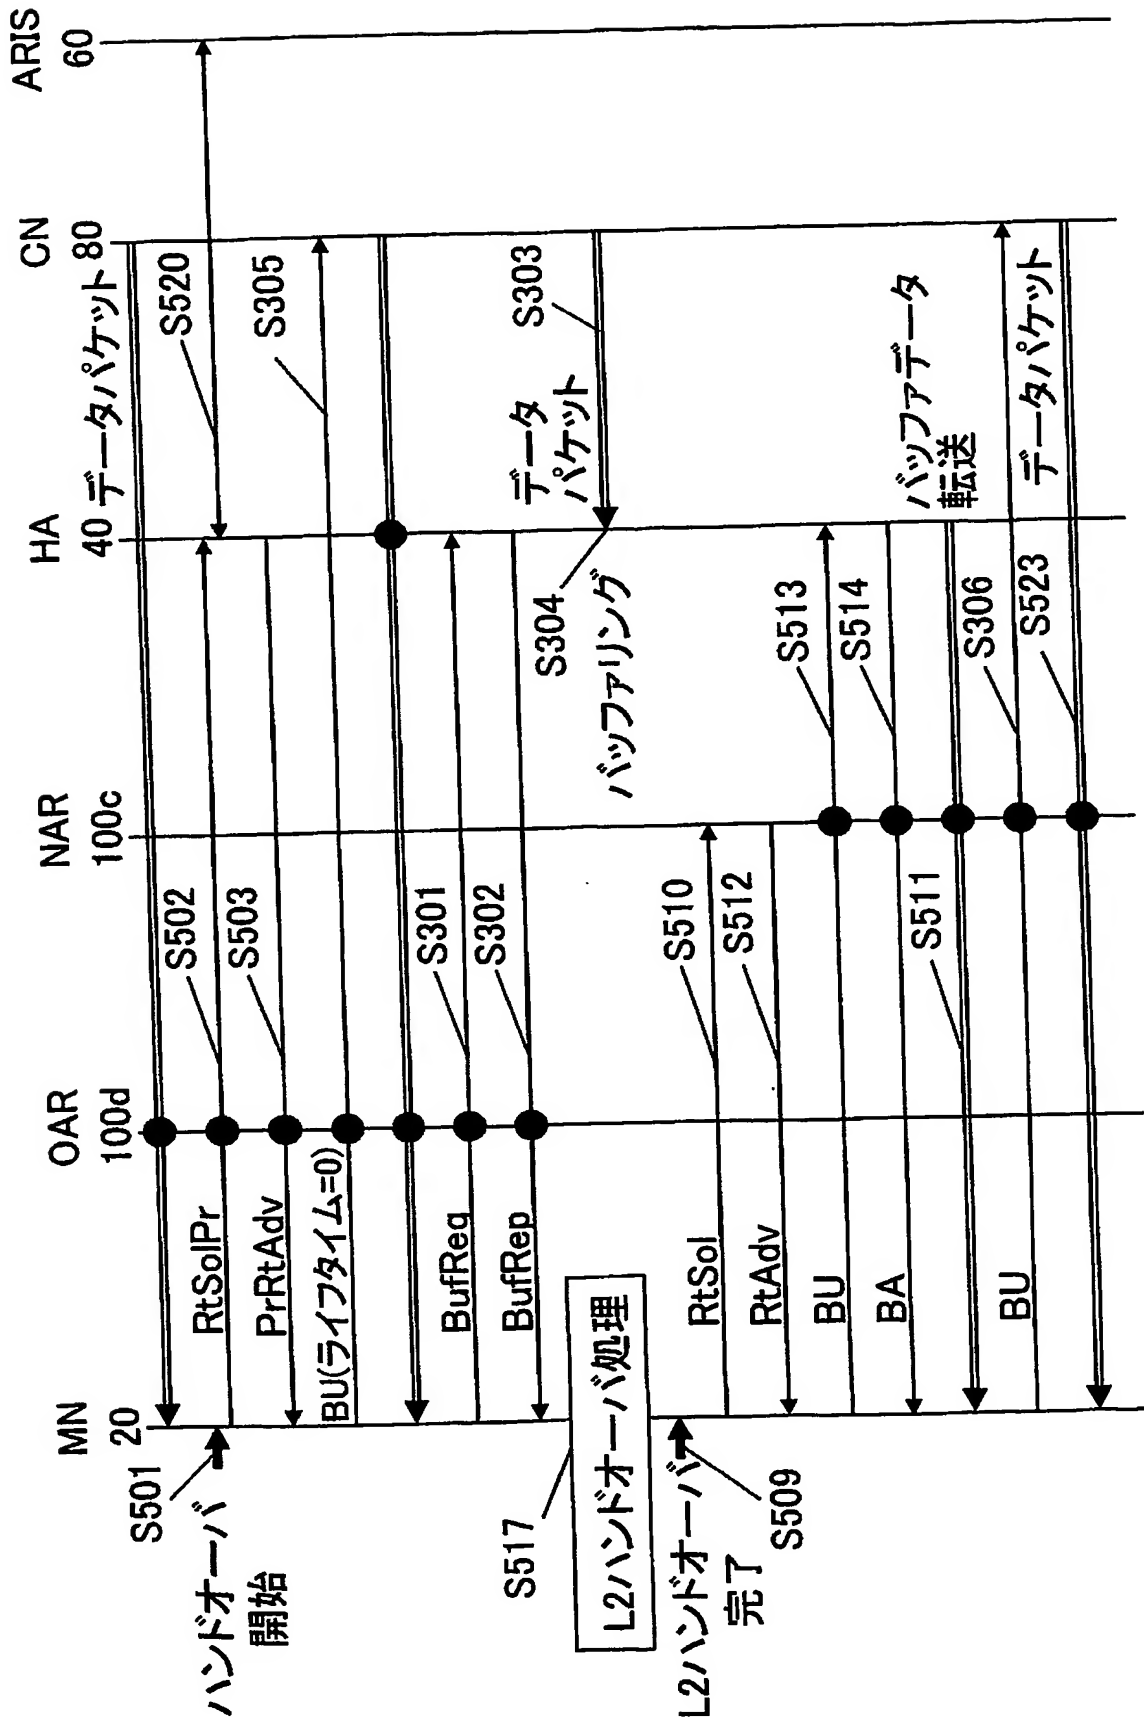 MN
20
OAR
100d
NAR
100c
HA
40
CN
80
ARIS
60
データパケット
S501
ハンドオーバ
開始
RtSolPr
S502
S520
PrRtAdv
S503
BU(ライフタイム=0)
S305
BufReq
S301
BufRep
S302
データ
パケット
S303
S304
バッファリング
S517
L2ハンドオーバ処理
L2ハンドオーバ
完了
S509
RtSol
S510
RtAdv
S512
BU
S513
BA
S514
S511
バッファデータ
転送
BU
S306
S523
データパケット